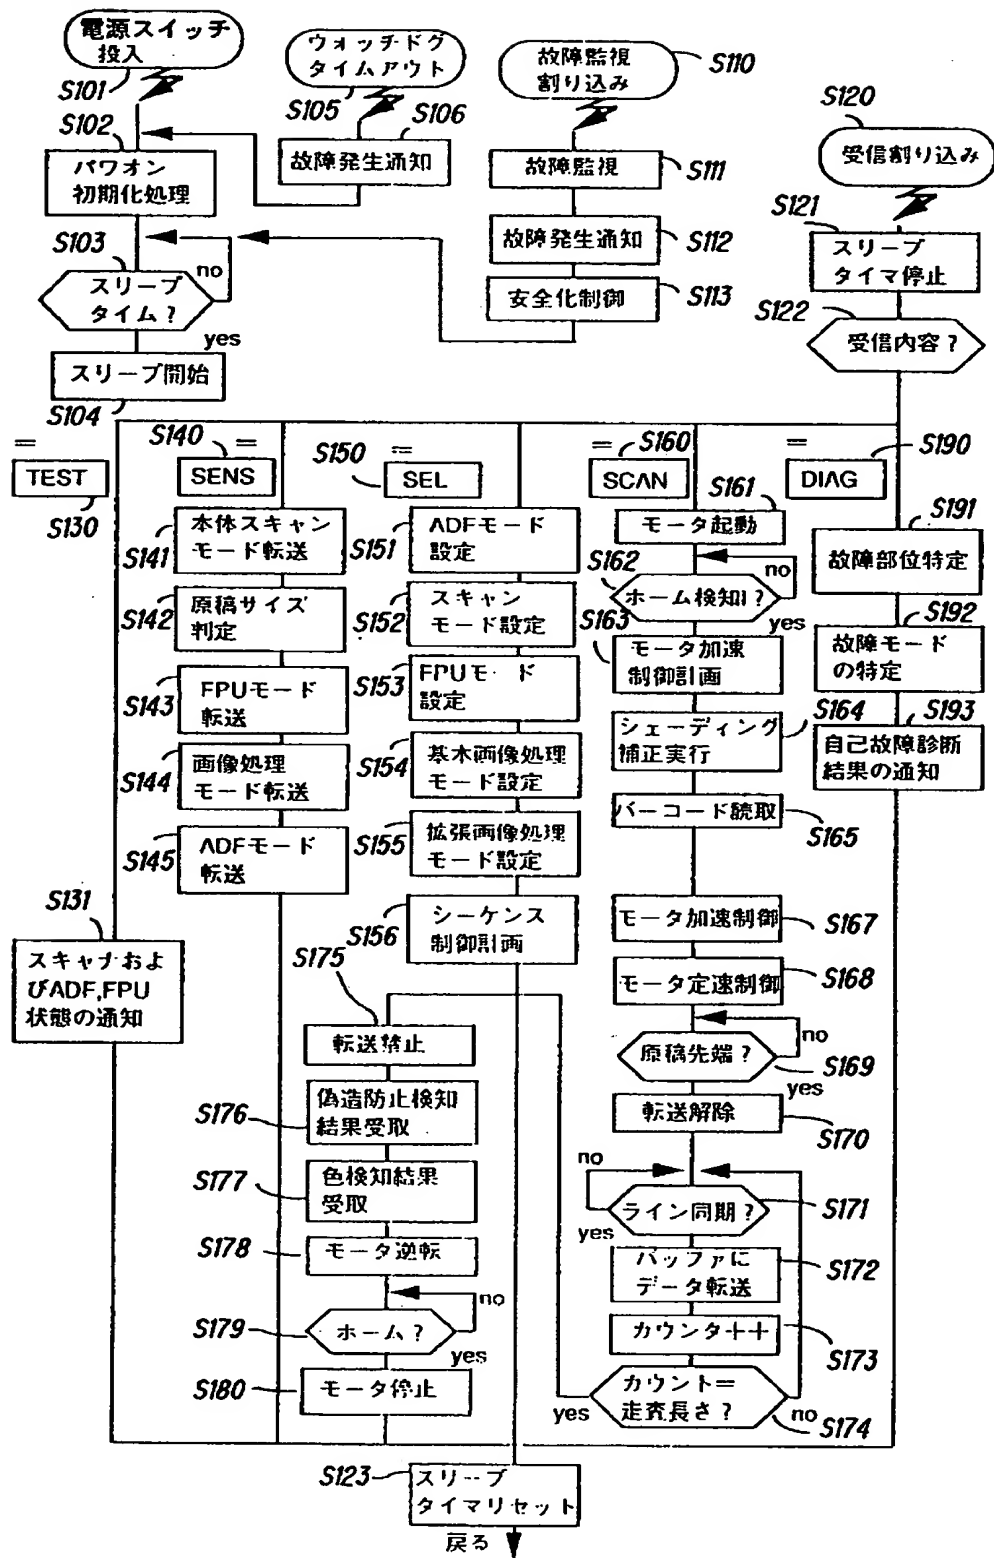 電源スイッチ
投入
S101
ウォッチドグ
タイムアウト
S105
S106
故障監視
割り込み
S110
S120
受信割り込み
S102
パワオン
初期化処理
故障発生通知
故障監視
S111
S121
スリープ
タイマ停止
S103
no
スリープ
タイム？
yes
故障発生通知
S112
安全化制御
S113
S122
受信内容？
スリープ開始
S104
=
TEST
S130
S140
=
SENS
S150
=
SEL
=
S160
SCAN
=
S190
DIAG
S141
本体スキャン
モード転送
S142
原稿サイズ
判定
S143
FPUモード
転送
S144
画像処理
モード転送
S145
ADFモード
転送
S131
スキャナおよ
びADF,FPU
状態の通知
S151
ADFモード
設定
S152
スキャン
モード設定
S153
FPUモード
設定
S154
基本画像処理
モード設定
S155
拡張画像処理
モード設定
S156
シーケンス
制御計画
S161
モータ起動
S162
no
ホーム検知？
yes
S163
モータ加速
制御計画
S164
シェーディング
補正実行
バーコード読取
S165
モータ加速制御
S167
モータ定速制御
S168
no
原稿先端？
S169
yes
転送解除
S170
no
ライン同期？
S171
yes
バッファに
データ転送
S172
カウンタ++
S173
カウント=
走査長さ？
yes
no
S174
S191
故障部位特定
S192
故障モード
の特定
S193
自己故障診断
結果の通知
S175
転送禁止
S176
偽造防止検知
結果受取
S177
色検知結果
受取
S178
モータ逆転
no
S179
ホーム？
yes
S180
モータ停止
S123
スリープ
タイマリセット
戻る